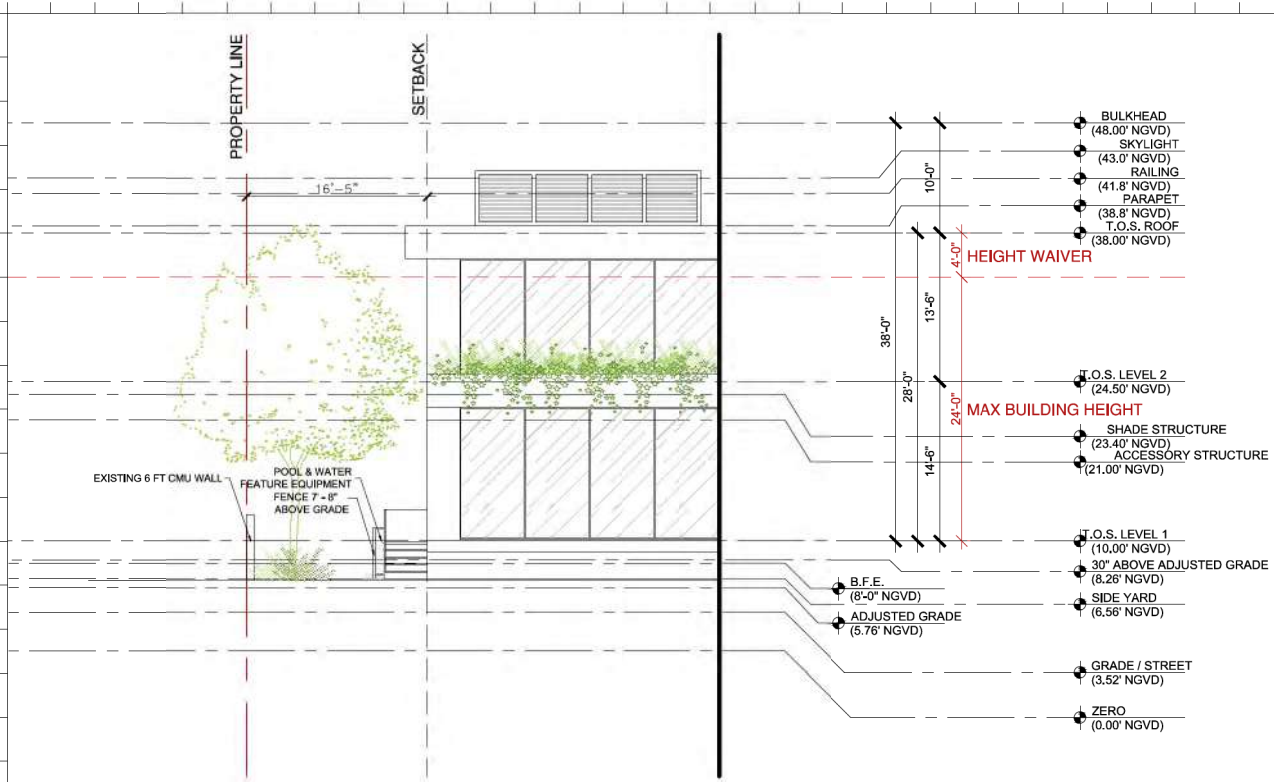 PROPERTY LINE
SETBACK
16'-5"
EXISTING 6 FT CMU WALL
POOL & WATER
FEATURE EQUIPMENT
FENCE 7' - 8"
ABOVE GRADE
38'-0"
28'-0"
10'-0"
13'-6"
14'-6"
4'-0"
HEIGHT WAIVER
24'-0"
MAX BUILDING HEIGHT
BULKHEAD
(48.00' NGVD)
SKYLIGHT
(43.0' NGVD)
RAILING
(41.8' NGVD)
PARAPET
(38.8' NGVD)
T.O.S. ROOF
(38.00' NGVD)
T.O.S. LEVEL 2
(24.50' NGVD)
SHADE STRUCTURE
(23.40' NGVD)
ACCESSORY STRUCTURE
(21.00' NGVD)
T.O.S. LEVEL 1
(10.00' NGVD)
30" ABOVE ADJUSTED GRADE
(8.26' NGVD)
B.F.E.
(8'-0" NGVD)
SIDE YARD
(6.56' NGVD)
ADJUSTED GRADE
(5.76' NGVD)
GRADE / STREET
(3.52' NGVD)
ZERO
(0.00' NGVD)